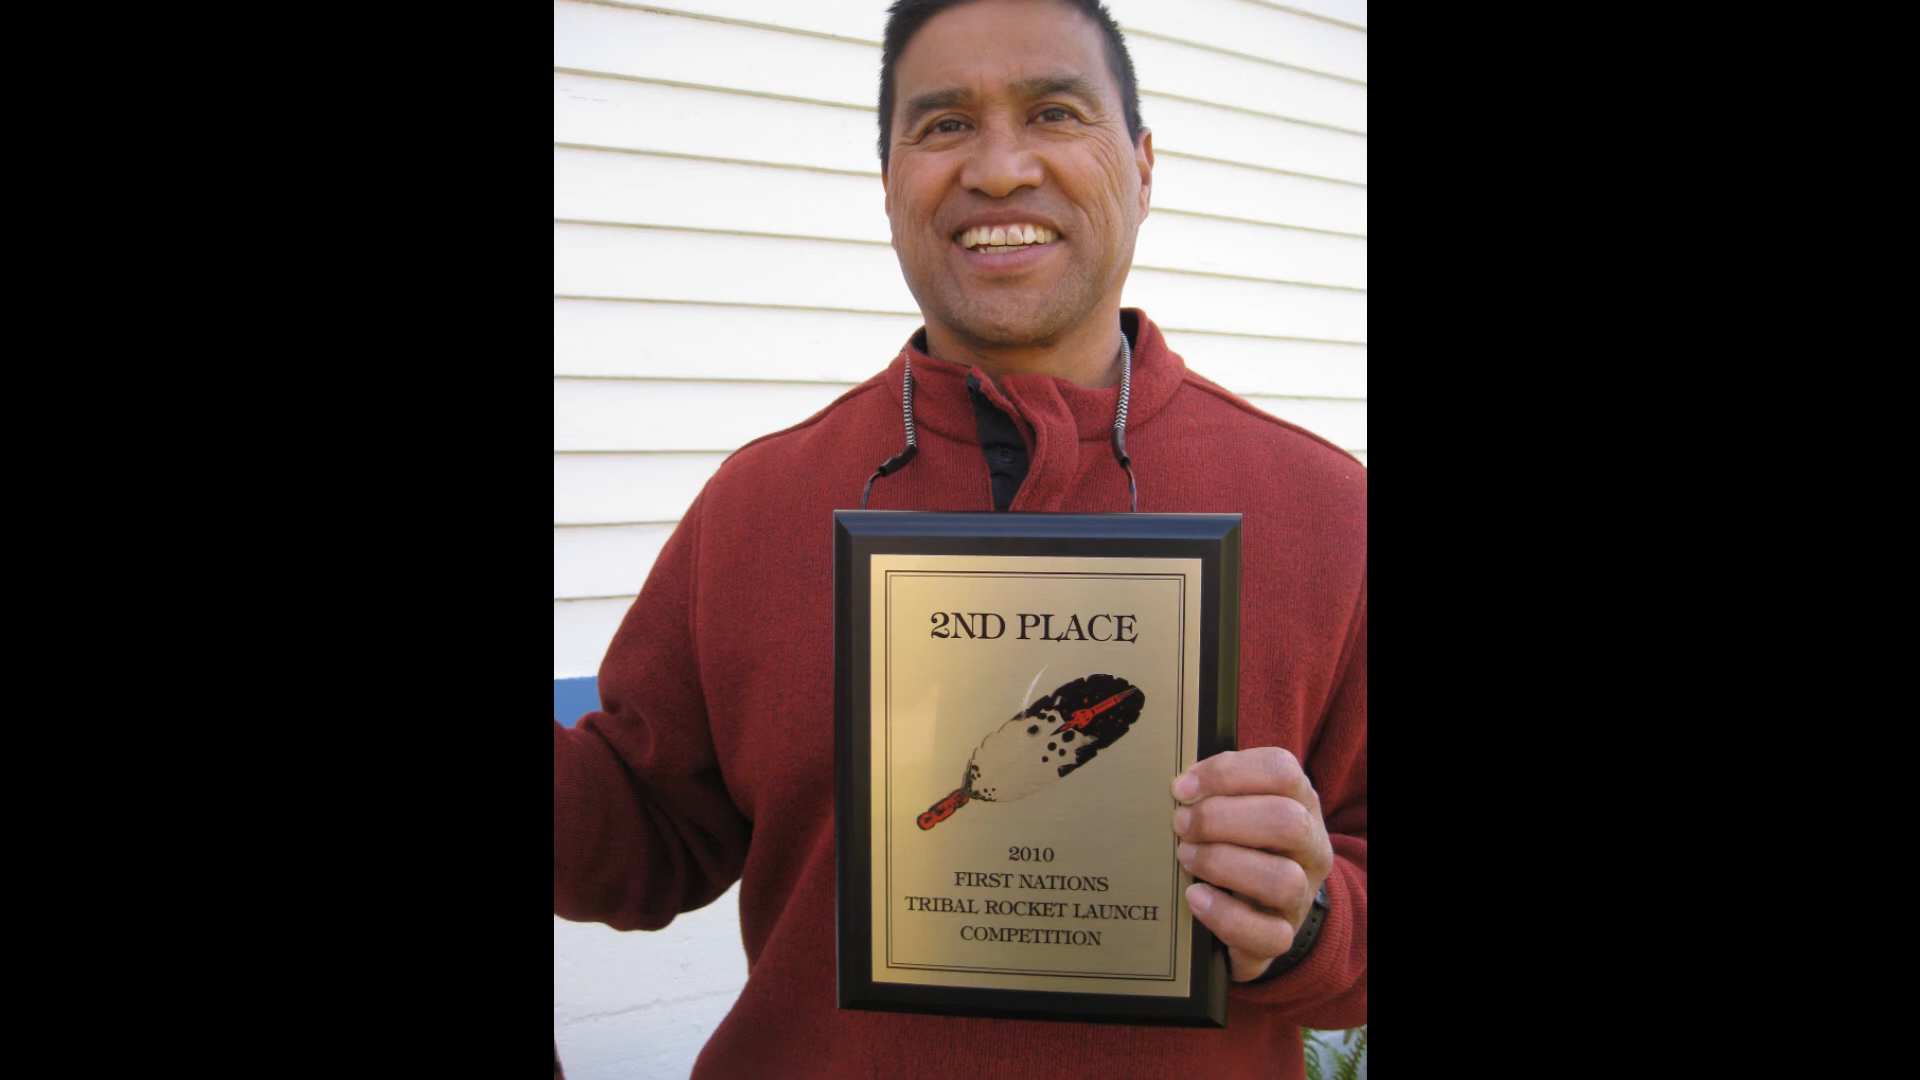 2ND PLACE
2010
FIRST NATIONS
TRIBAL ROCKET LAUNCH
COMPETITION